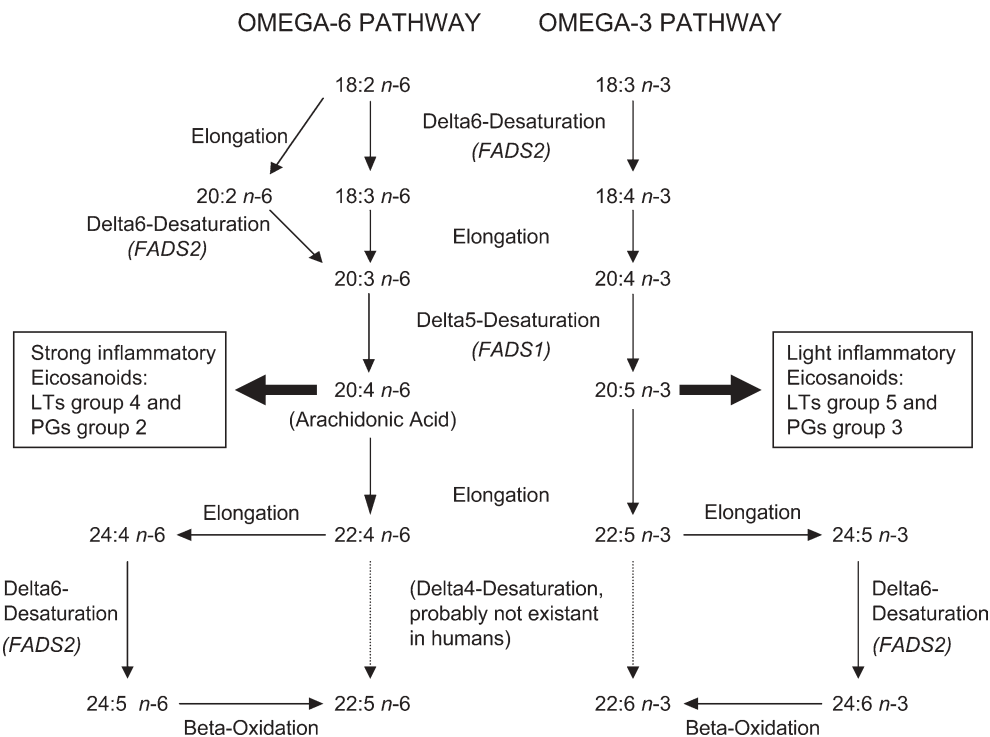 OMEGA-6 PATHWAY
OMEGA-3 PATHWAY
18:2 n-6
18:3 n-3
Elongation
Delta6-Desaturation
(FADS2)
20:2 n-6
18:3 n-6
18:4 n-3
Delta6-Desaturation
(FADS2)
Elongation
20:3 n-6
20:4 n-3
Delta5-Desaturation
(FADS1)
Strong inflammatory
Eicosanoids:
LTs group 4 and
PGs group 2
20:4 n-6
(Arachidonic Acid)
20:5 n-3
Light inflammatory
Eicosanoids:
LTs group 5 and
PGs group 3
Elongation
Elongation
Elongation
24:4 n-6
22:4 n-6
22:5 n-3
24:5 n-3
Delta6-
Desaturation
(FADS2)
(Delta4-Desaturation,
probably not existant
in humans)
Delta6-
Desaturation
(FADS2)
24:5 n-6
22:5 n-6
22:6 n-3
24:6 n-3
Beta-Oxidation
Beta-Oxidation